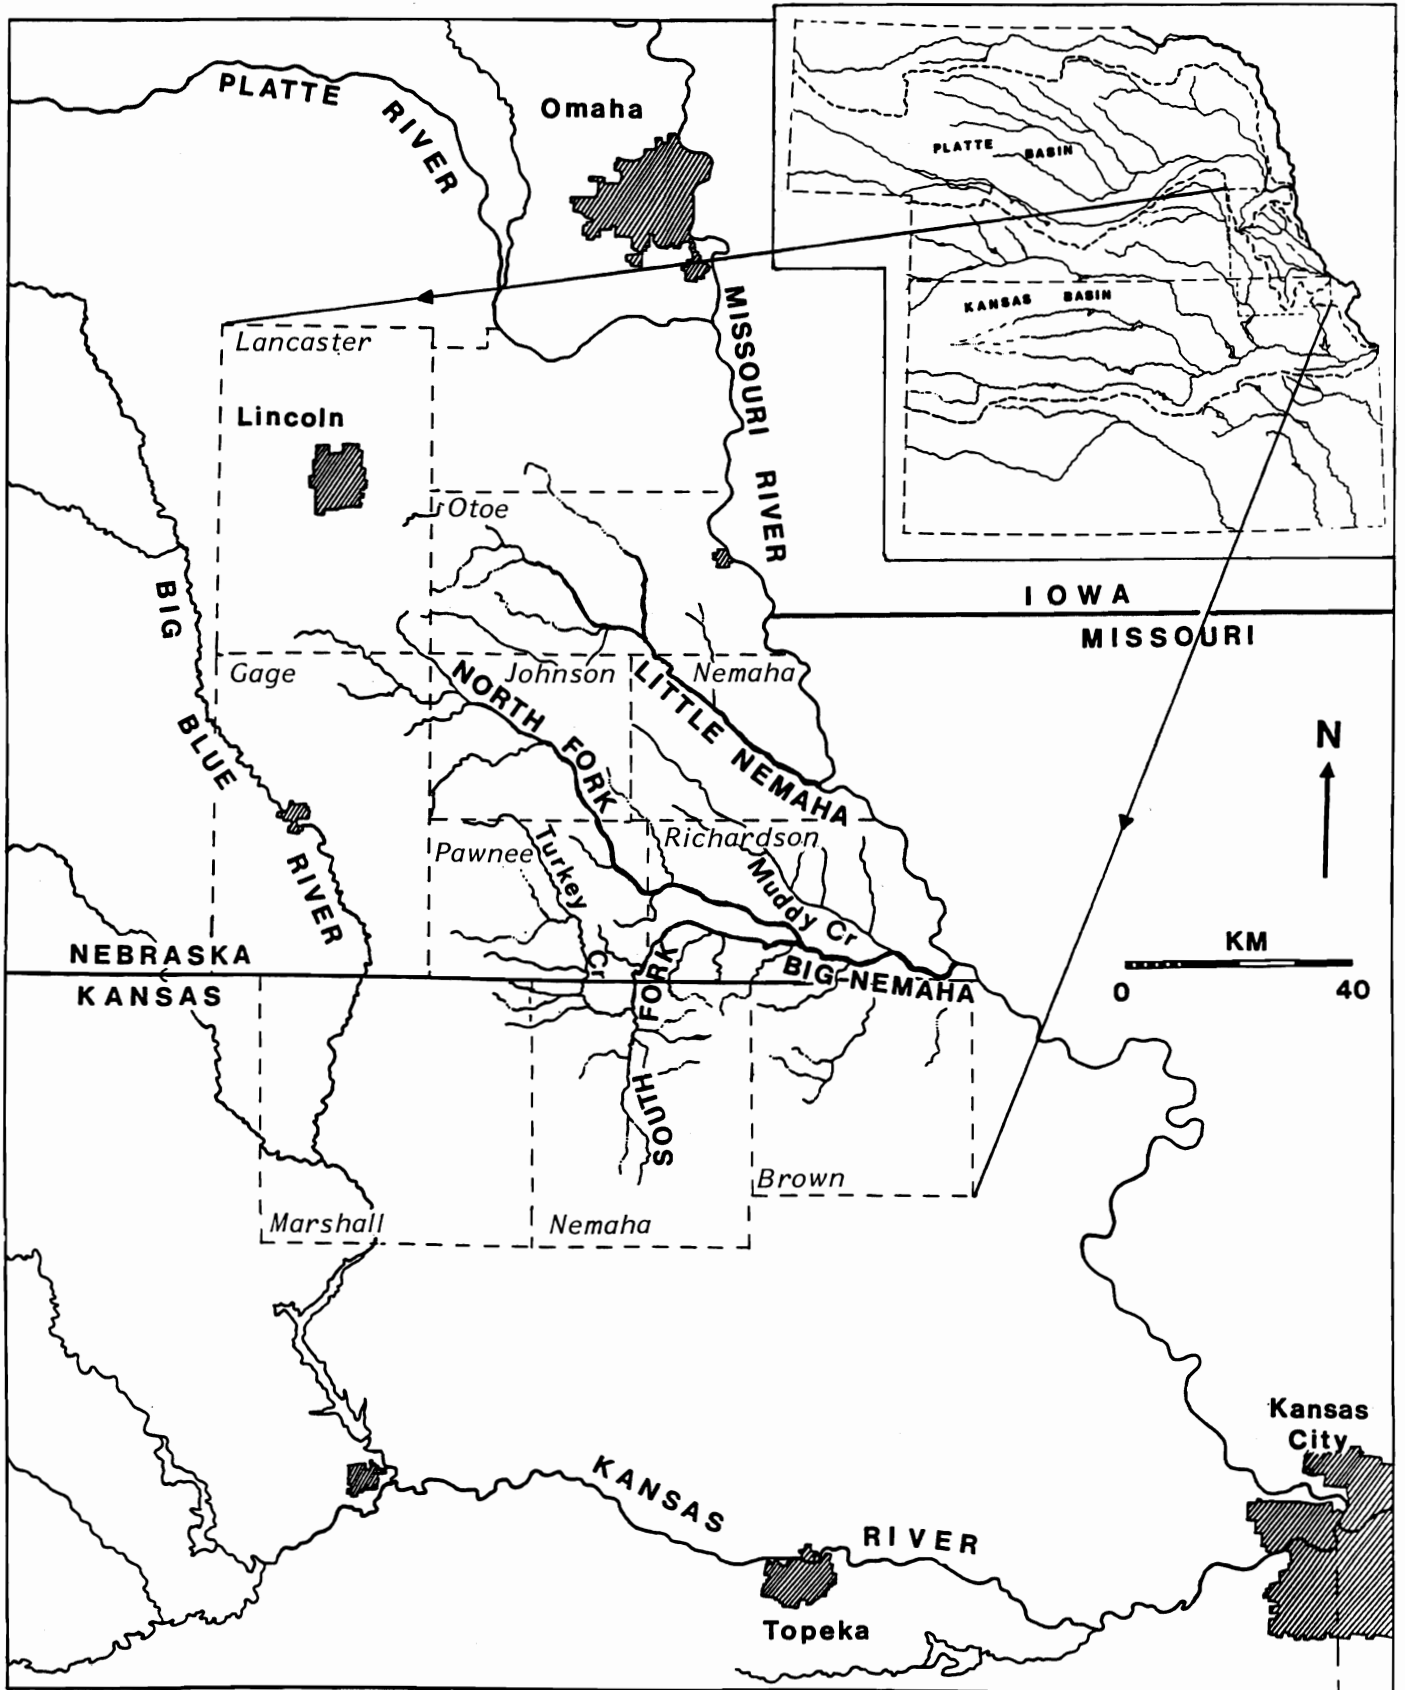 PLATTE RIVER
Omaha
PLATTE BASIN
KANSAS BASIN
MISSOURI RIVER
Lancaster
Lincoln
Otoe
IOWA
MISSOURI
BIG BLUE RIVER
Gage
Johnson
Nemaha
NORTH FORK
LITTLE NEMAHA
N
Pawnee
Turkey Cr
Richardson
Muddy Cr
NEBRASKA
KANSAS
SOUTH FORK
BIG NEMAHA
KM
0 40
Brown
Marshall
Nemaha
Kansas
City
KANSAS RIVER
Topeka